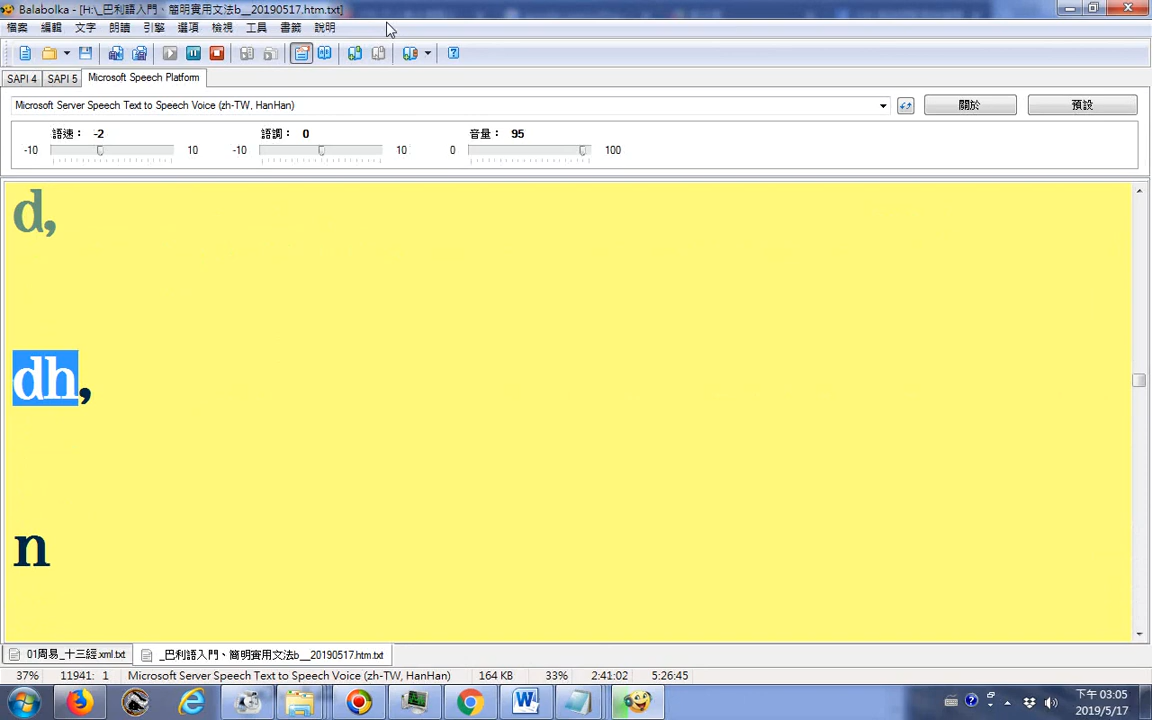 Balabolka - [H:\_巴利語入門、簡明實用文法b__20190517.htm.txt]
檔案 編輯 文字 朗讀 引擎 選項 檢視 工具 書籤 說明
SAPI 4 SAPI 5 Microsoft Speech Platform
Microsoft Server Speech Text to Speech Voice (zh-TW, HanHan) 關於 預設
語速： -2 語調： 0 音量： 95
-10 10 -10 10 0 100
d,
dh,
n
01周易_十三經.xml.txt _巴利語入門、簡明實用文法b__20190517.htm.txt
37% 11941: 1 Microsoft Server Speech Text to Speech Voice (zh-TW, HanHan) 164 KB 33% 2:41:02 5:26:45
下午 03:05
2019/5/17